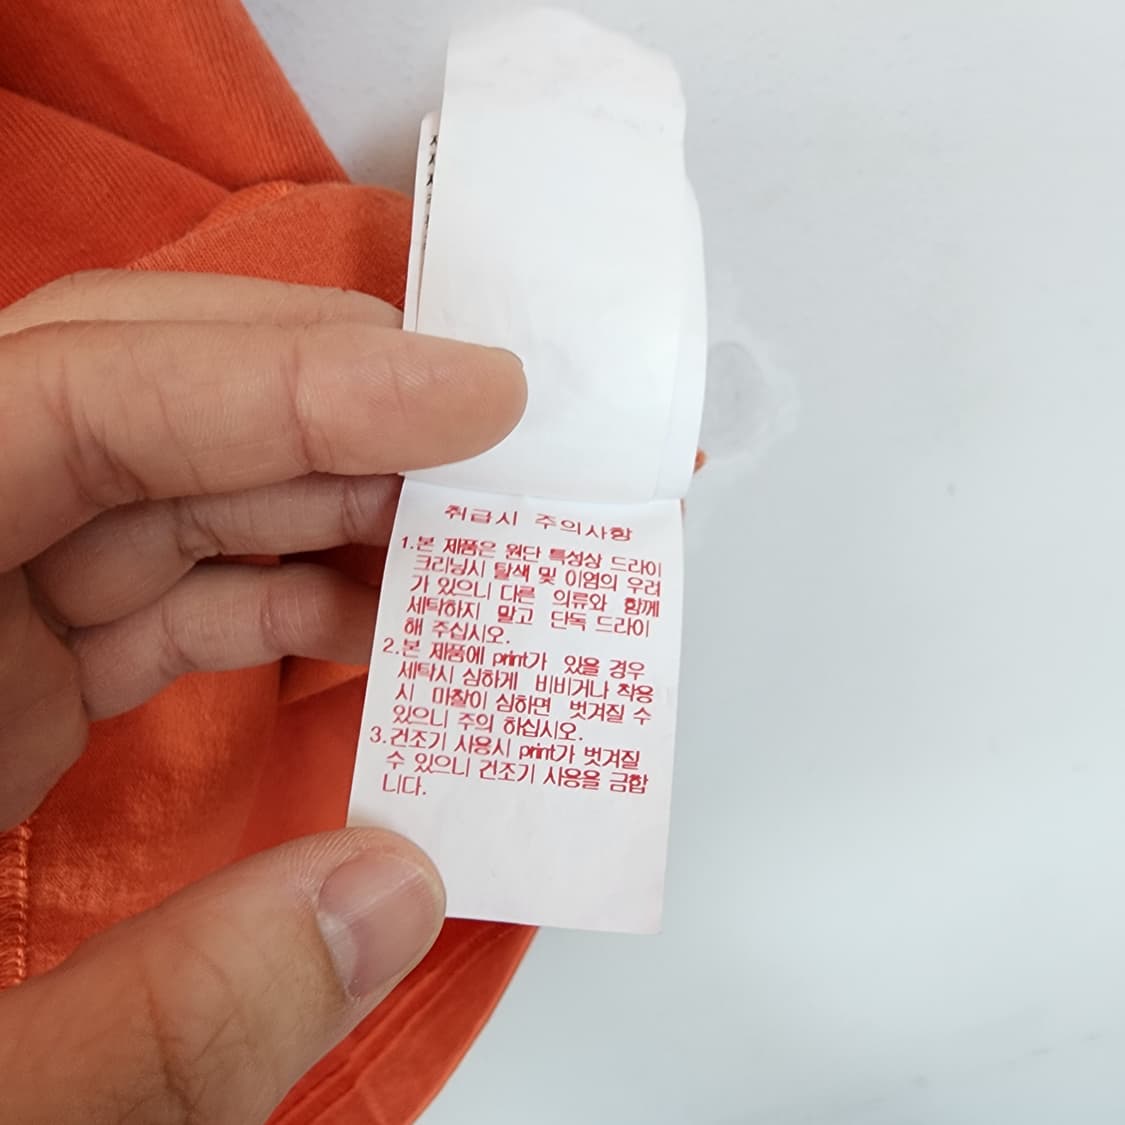 취급시 주의사항
1.본 제품은 원단 특성상 드라이
크리닝시 탈색 및 이염의 우려
가 있으니 다른 의류와 함께
세탁하지 말고 단독 드라이
해 주십시오.
2.본 제품에 print가 있을 경우
세탁시 심하게 비비거나 착용
시 마찰이 심하면 벗겨질 수
있으니 주의 하십시오.
3.건조기 사용시 print가 벗겨질
수 있으니 건조기 사용을 금합
니다.